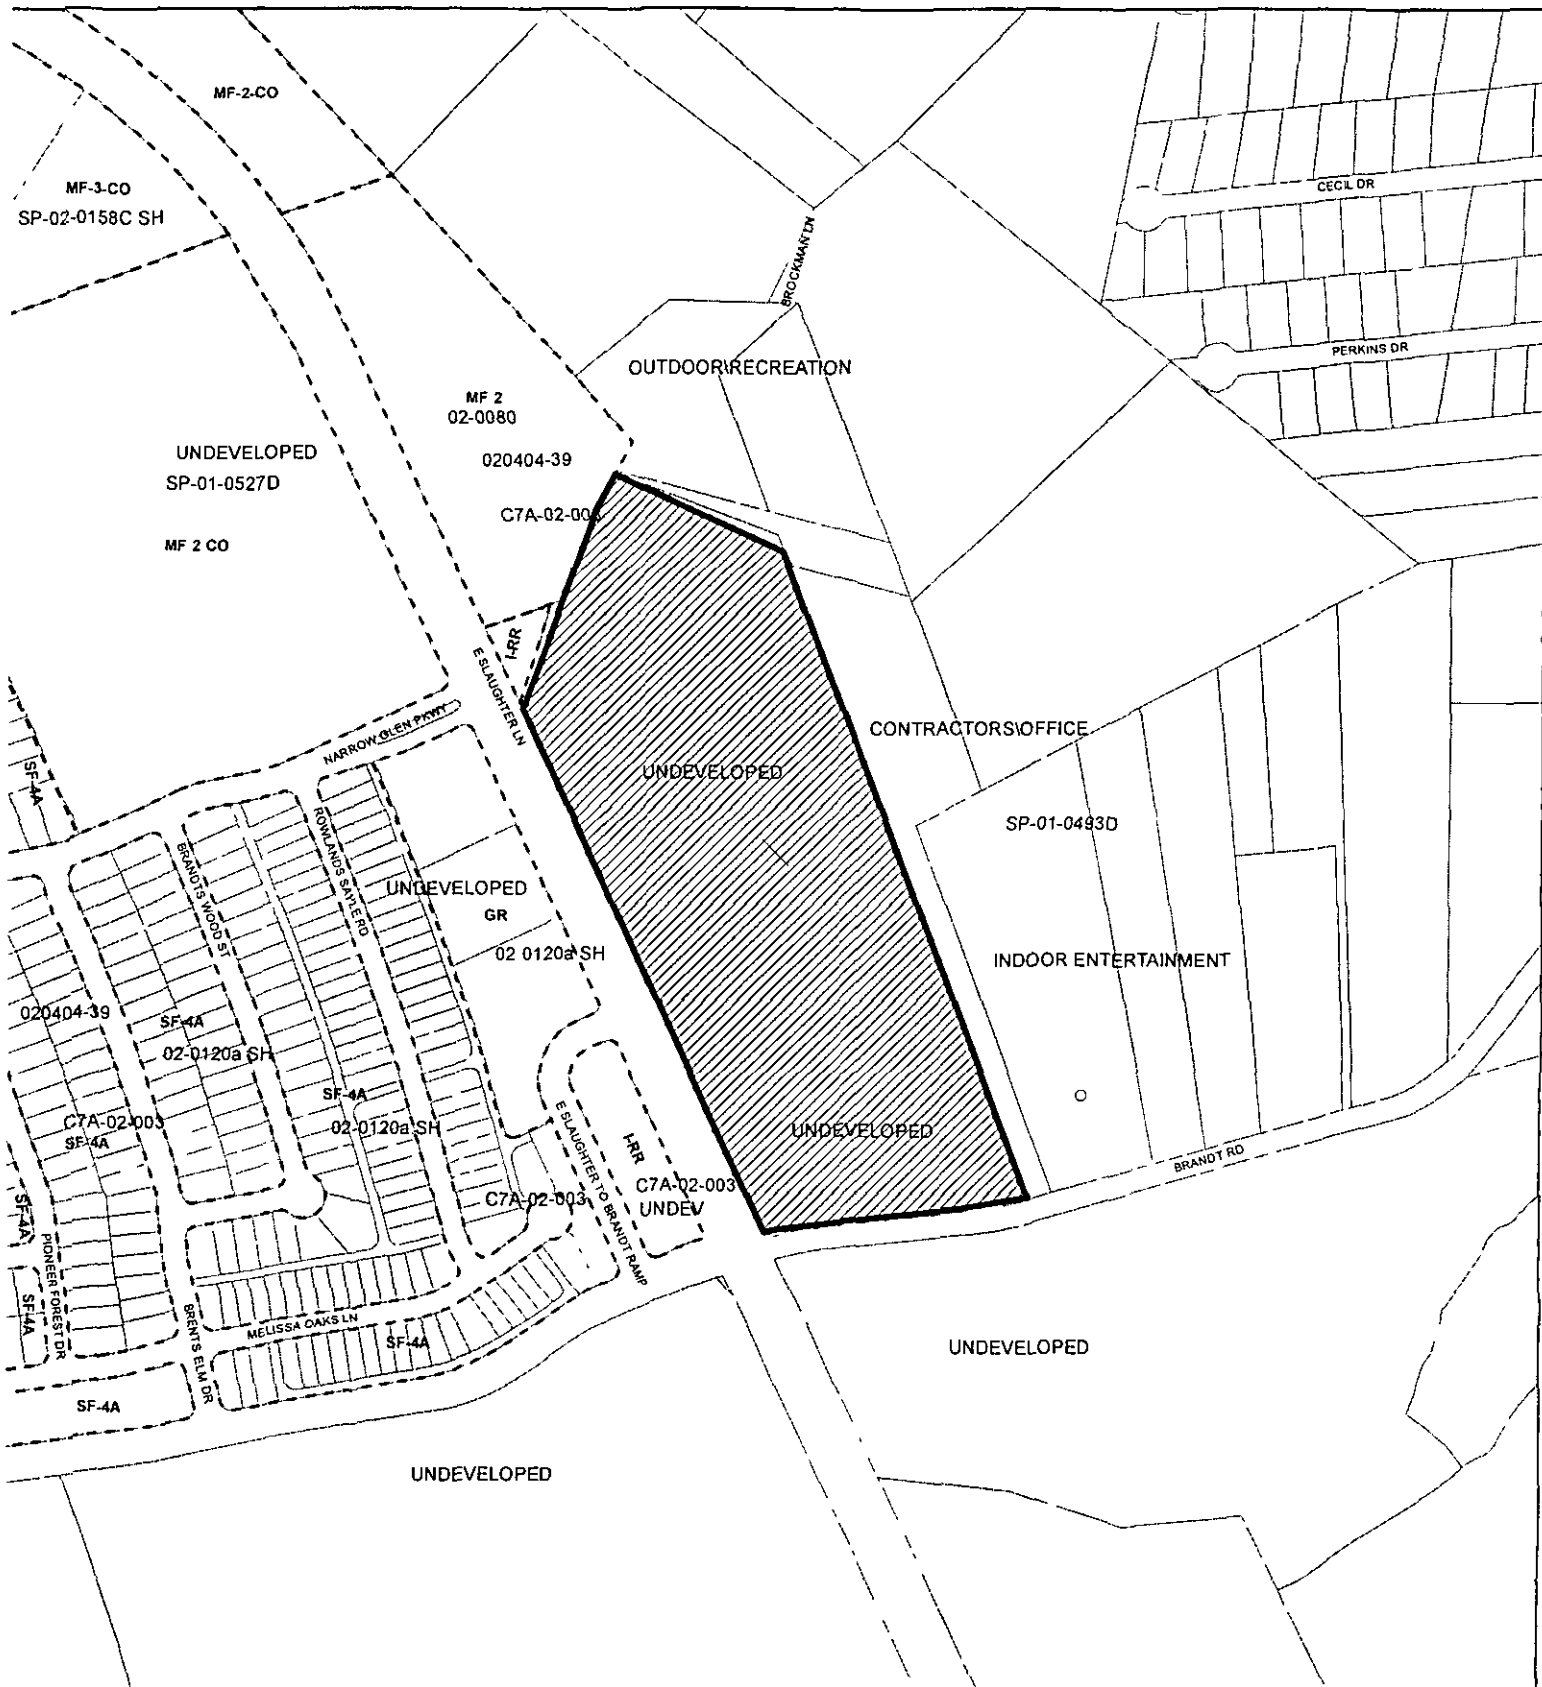 MF-2-CO
MF-3-CO
SP-02-0158C SH
CECIL DR
BROCKMAN LN
PERKINS DR
OUTDOOR\RECREATION
MF 2
02-0080
UNDEVELOPED
SP-01-0527D
020404-39
C7A-02-003
MF 2 CO
I-RR
E SLAUGHTER LN
NARROW GLEN PKWY
CONTRACTORS\OFFICE
SF-4A
UNDEVELOPED
ROWLANDS SAYLE RD
SP-01-0493D
BRANDTS WOOD ST
UNDEVELOPED
GR
02 0120a SH
INDOOR ENTERTAINMENT
020404-39
SF-4A
02-0120a SH
SF-4A
02-0120a SH
C7A-02-003
SF-4A
E SLAUGHTER TO BRANDT RAMP
I-RR
UNDEVELOPED
BRANDT RD
C7A-02-003
C7A-02-003
UNDEV
SF-4A
PIONEER FOREST DR
SF-4A
BRENTS ELM DR
MELISSA OAKS LN
SF-4A
UNDEVELOPED
SF-4A
UNDEVELOPED